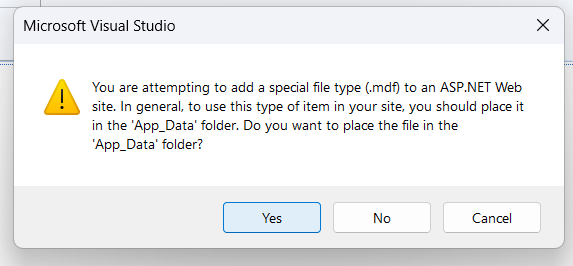 Microsoft Visual Studio
You are attempting to add a special file type (.mdf) to an ASP.NET Web
site. In general, to use this type of item in your site, you should place it
in the 'App_Data' folder. Do you want to place the file in the
'App_Data' folder?
Yes No Cancel